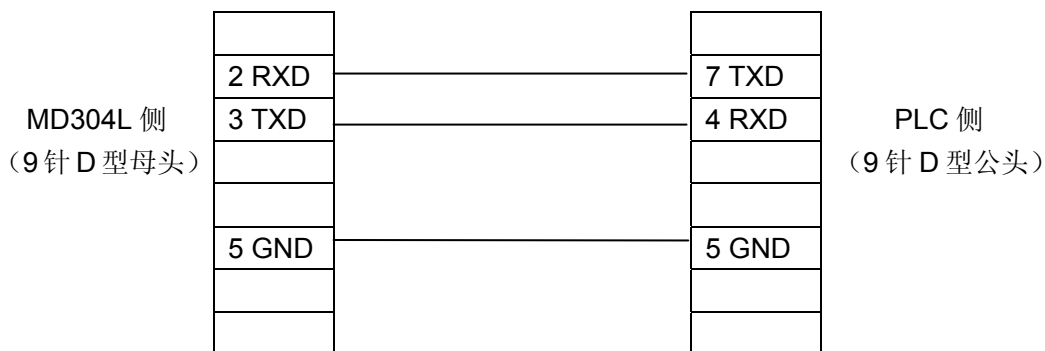 2 RXD
7 TXD
MD304L 侧
3 TXD
4 RXD
PLC 侧
（9 针 D 型母头）
（9 针 D 型公头）
5 GND
5 GND